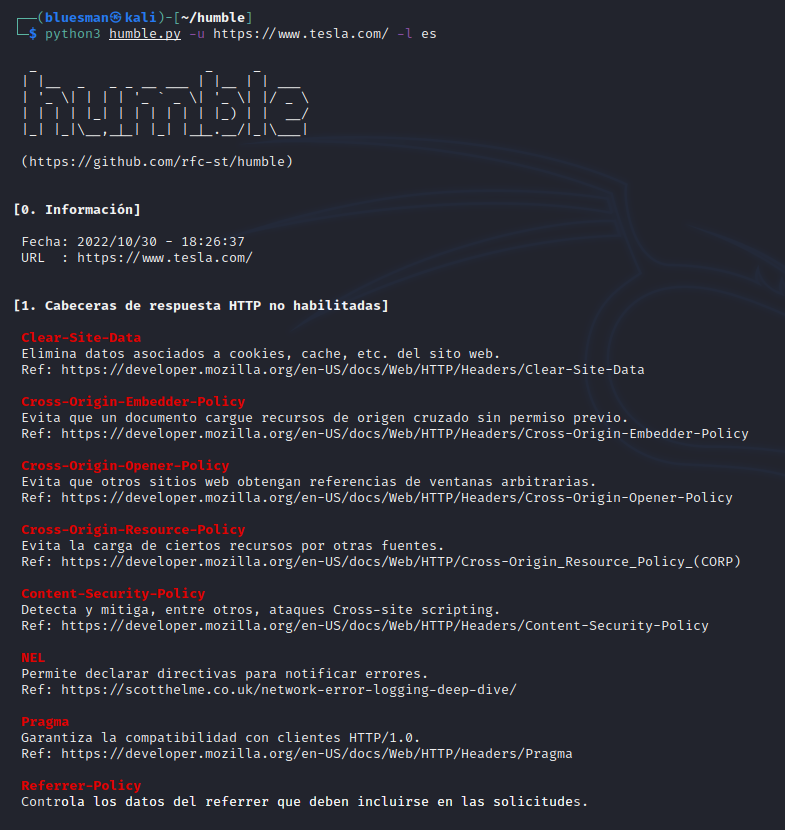 ┌──(bluesman㉿kali)-[~/humble]
└─$ python3 humble.py -u https://www.tesla.com/ -l es
humble
(https://github.com/rfc-st/humble)
[0. Información]
Fecha: 2022/10/30 - 18:26:37
URL  : https://www.tesla.com/
[1. Cabeceras de respuesta HTTP no habilitadas]
Clear-Site-Data
Elimina datos asociados a cookies, cache, etc. del sito web.
Ref: https://developer.mozilla.org/en-US/docs/Web/HTTP/Headers/Clear-Site-Data
Cross-Origin-Embedder-Policy
Evita que un documento cargue recursos de origen cruzado sin permiso previo.
Ref: https://developer.mozilla.org/en-US/docs/Web/HTTP/Headers/Cross-Origin-Embedder-Policy
Cross-Origin-Opener-Policy
Evita que otros sitios web obtengan referencias de ventanas arbitrarias.
Ref: https://developer.mozilla.org/en-US/docs/Web/HTTP/Headers/Cross-Origin-Opener-Policy
Cross-Origin-Resource-Policy
Evita la carga de ciertos recursos por otras fuentes.
Ref: https://developer.mozilla.org/en-US/docs/Web/HTTP/Cross-Origin_Resource_Policy_(CORP)
Content-Security-Policy
Detecta y mitiga, entre otros, ataques Cross-site scripting.
Ref: https://developer.mozilla.org/en-US/docs/Web/HTTP/Headers/Content-Security-Policy
NEL
Permite declarar directivas para notificar errores.
Ref: https://scotthelme.co.uk/network-error-logging-deep-dive/
Pragma
Garantiza la compatibilidad con clientes HTTP/1.0.
Ref: https://developer.mozilla.org/en-US/docs/Web/HTTP/Headers/Pragma
Referrer-Policy
Controla los datos del referrer que deben incluirse en las solicitudes.